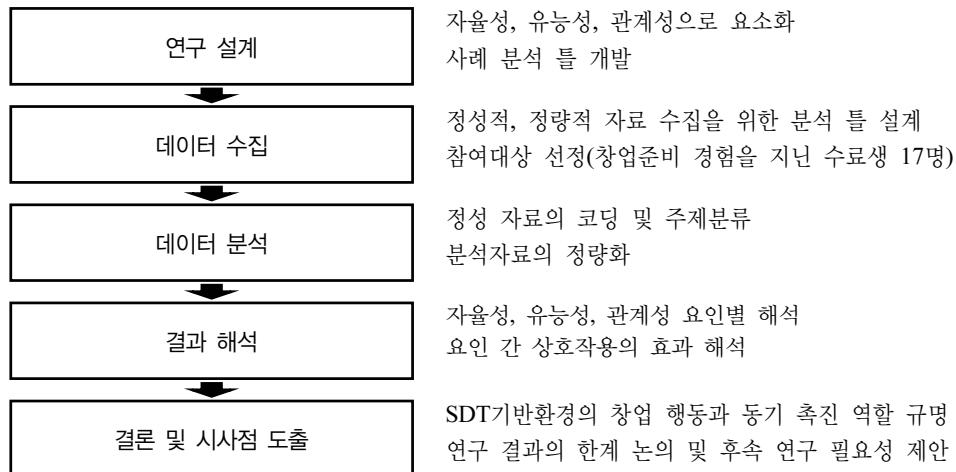 연구 설계
자율성, 유능성, 관계성으로 요소화
사례 분석 틀 개발
데이터 수집
정성적, 정량적 자료 수집을 위한 분석 틀 설계
참여대상 선정(창업준비 경험을 지닌 수료생 17명)
데이터 분석
정성 자료의 코딩 및 주제분류
분석자료의 정량화
결과 해석
자율성, 유능성, 관계성 요인별 해석
요인 간 상호작용의 효과 해석
결론 및 시사점 도출
SDT기반환경의 창업 행동과 동기 촉진 역할 규명
연구 결과의 한계 논의 및 후속 연구 필요성 제안